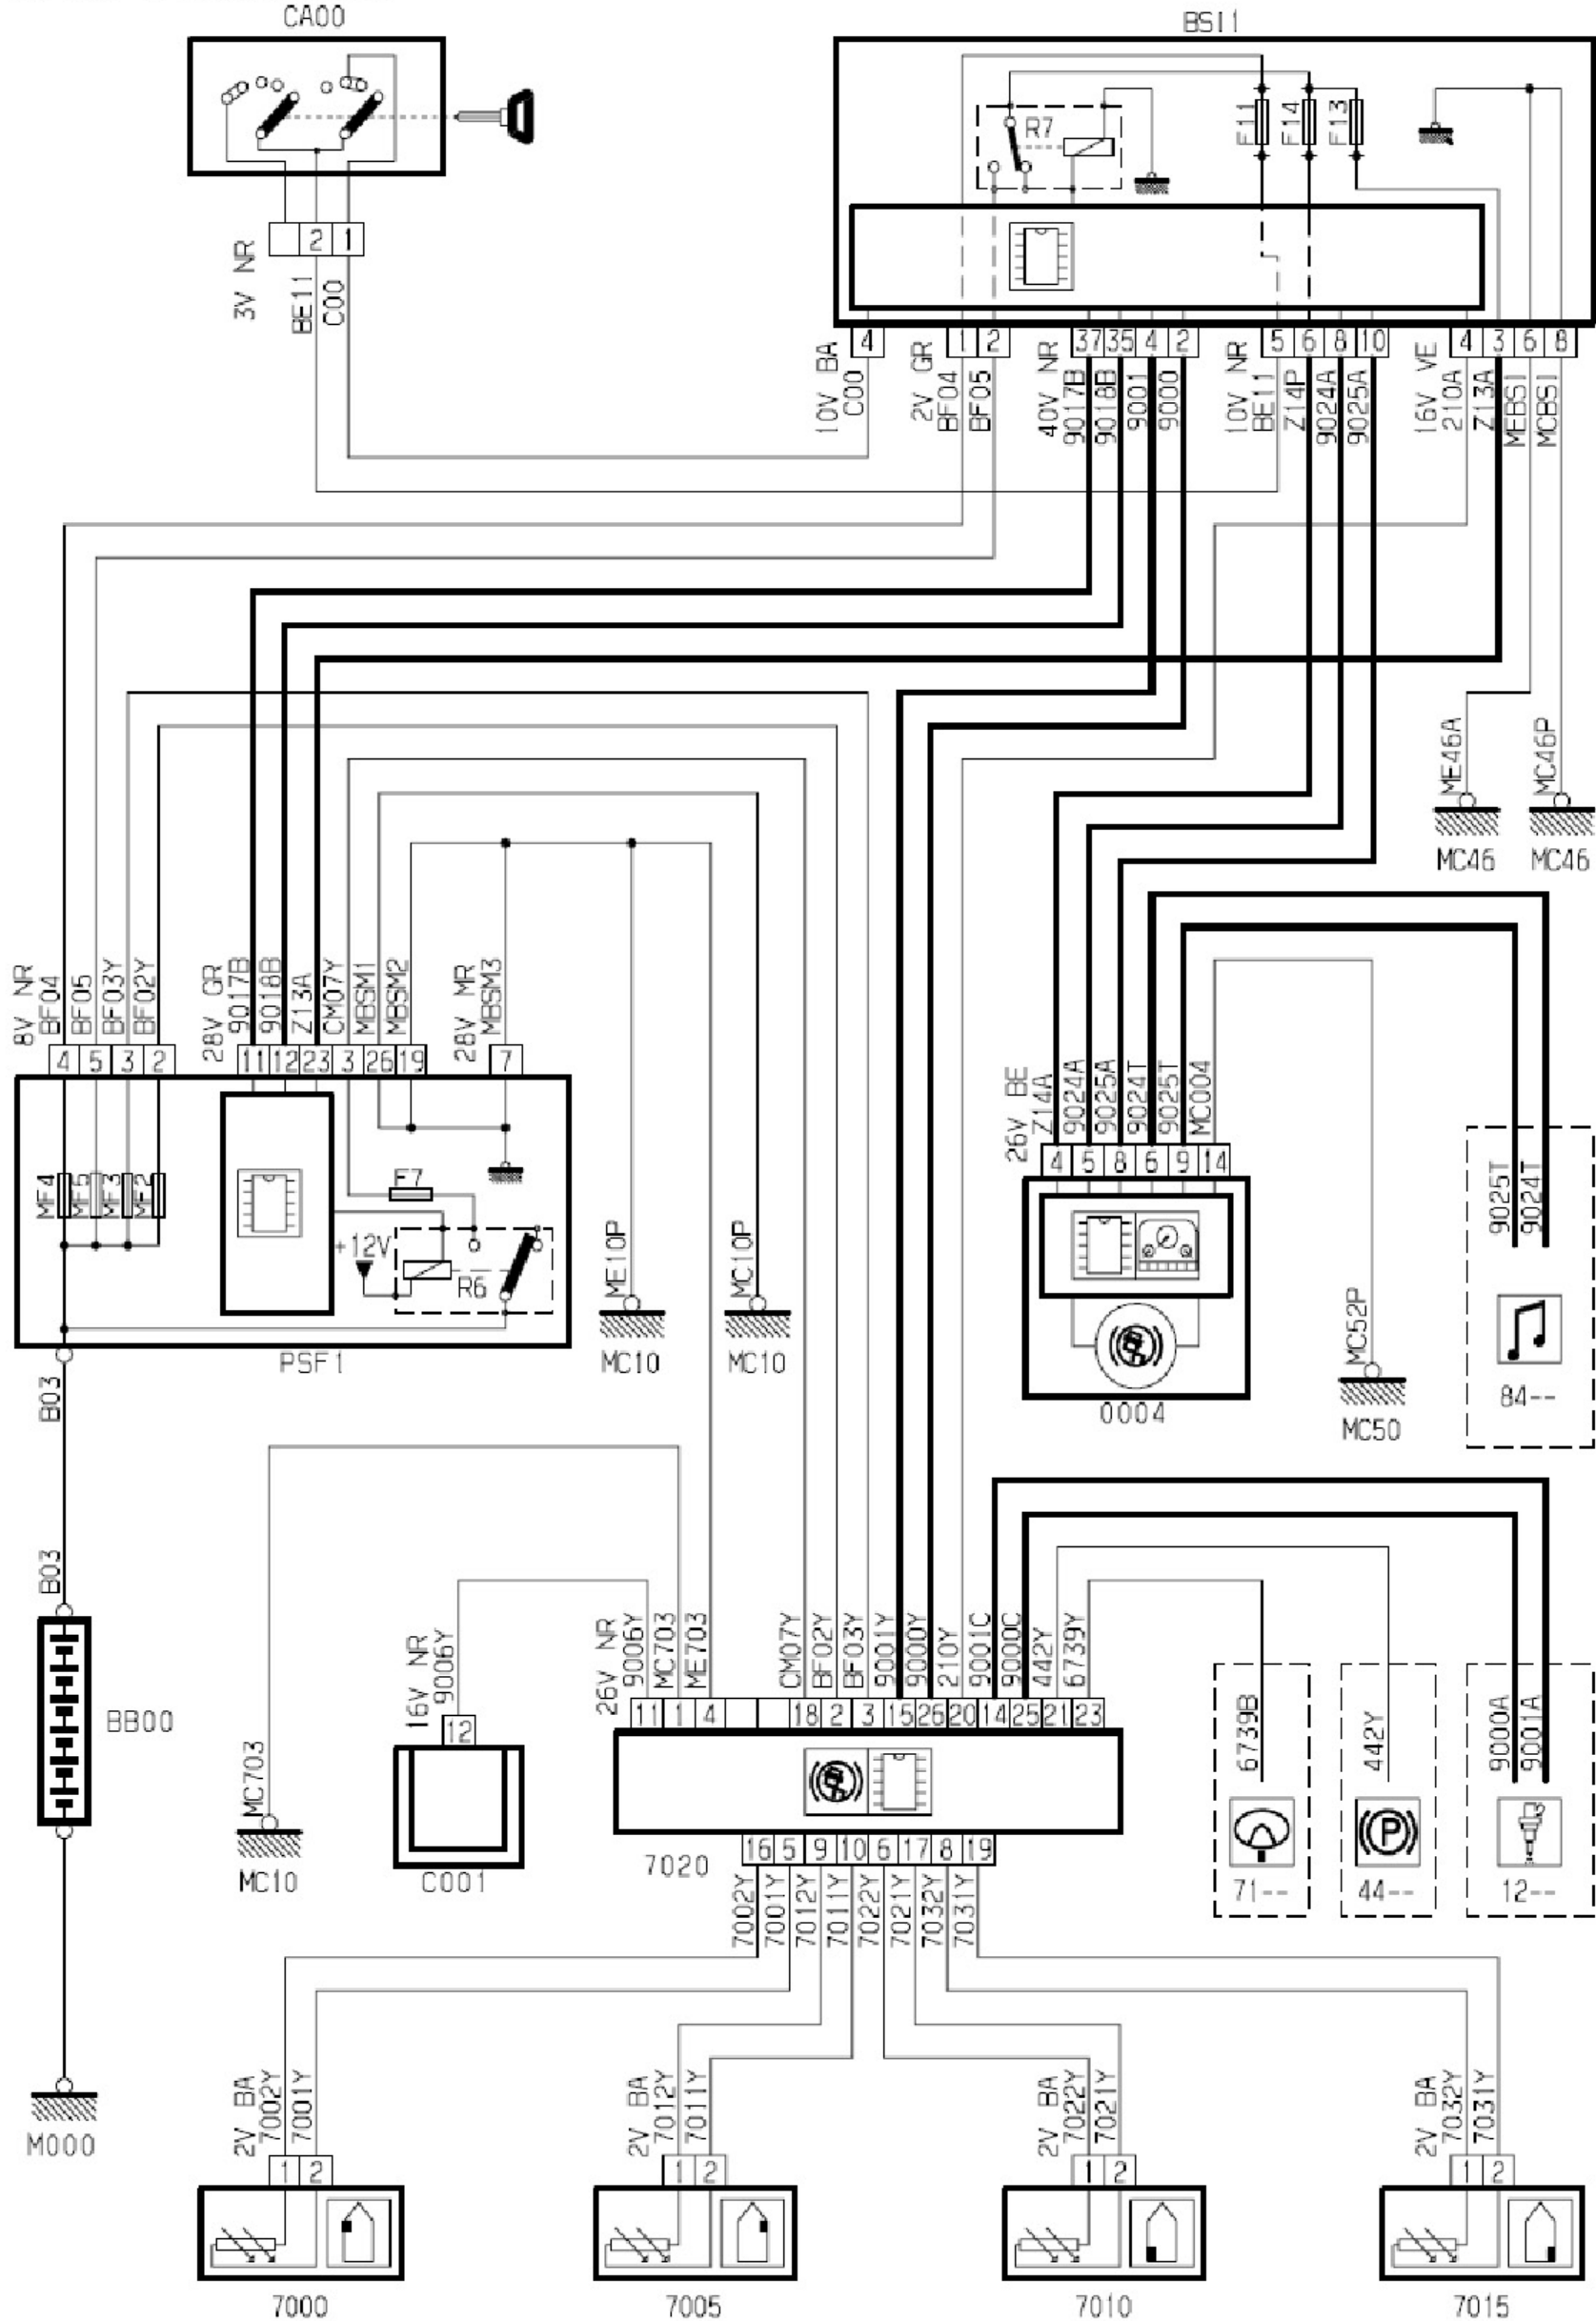 CA00
BSI1
R7
F11
F14
F13
2 1
3V NR
BE11
C00
4
1 2
37 35 4 2
5 6 8 10
4 3 6 8
10V BA
C00
2V GR
BF04
BF05
40V NR
9017B
9018B
9001
9000
10V NR
BE11
Z14P
9024A
9025A
16V VE
210A
Z13A
MEBSI
MCBSI
ME46A
MC46P
MC46
MC46
8V NR
BF04
BF05
BF03Y
BF02Y
28V GR
9017B
9018B
Z13A
CM07Y
MBSM1
MBSM2
28V MR
MBSM3
4 5 3 2
11 12 23 3 26 19
7
MF4
MF5
MF3
MF2
F7
+12V
R6
PSF1
ME10P
MC10P
MC10
MC10
26V BE
Z14A
9024A
9025A
9024T
9025T
MC004
4 5 8 6 9 14
0004
MC52P
MC50
9025T
9024T
84--
B03
B03
BB00
M000
MC703
MC10
16V NR
9006Y
12
C001
26V NR
9006Y
MC703
ME703
CM07Y
BF02Y
BF03Y
9001Y
9000Y
210Y
9001C
9000C
442Y
6739Y
11 1 4 18 2 3 15 26 20 14 25 21 23
7020
16 5 9 10 6 17 8 19
7002Y
7001Y
7012Y
7011Y
7022Y
7021Y
7032Y
7031Y
6739B
71--
442Y
P
44--
9000A
9001A
12--
2V BA
7002Y
7001Y
1 2
7000
2V BA
7012Y
7011Y
1 2
7005
2V BA
7022Y
7021Y
1 2
7010
2V BA
7032Y
7031Y
1 2
7015